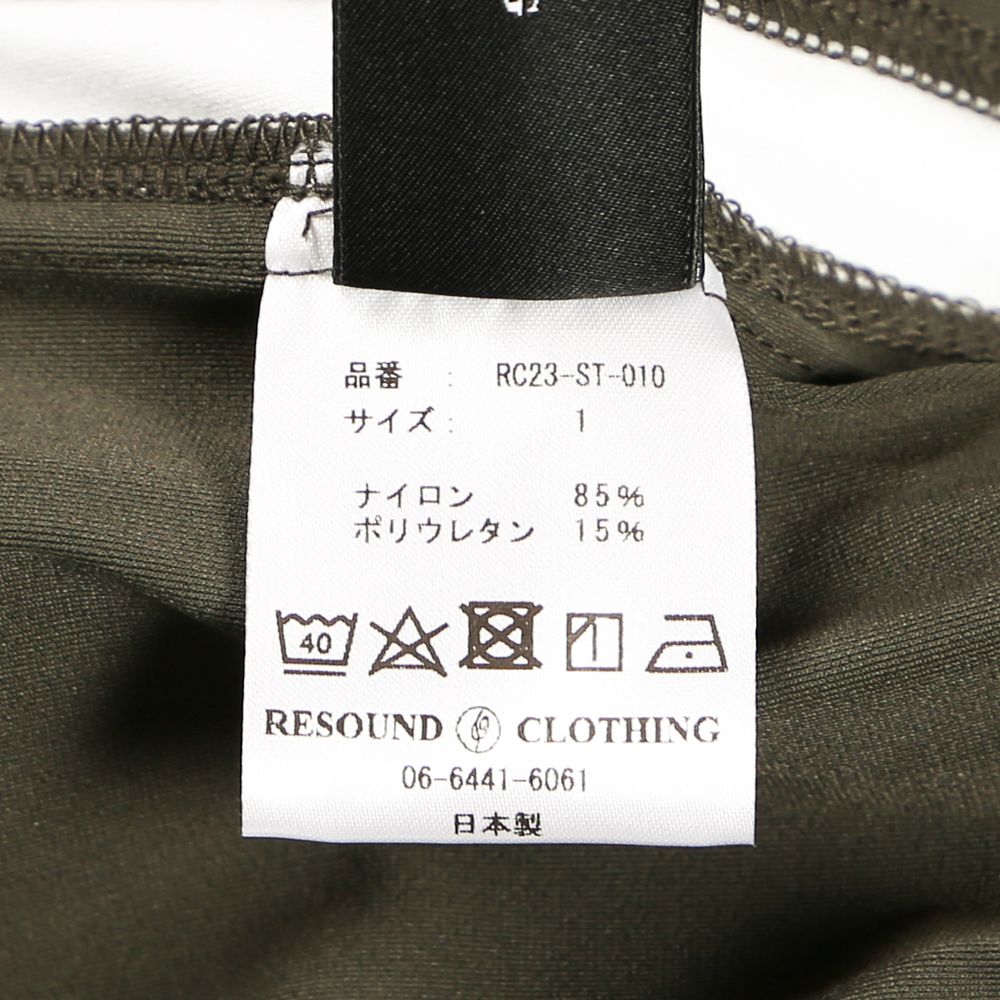 品番 : RC23-ST-010
サイズ : 1
ナイロン 85%
ポリウレタン 15%
40
RESOUND CLOTHING
06-6441-6061
日本製